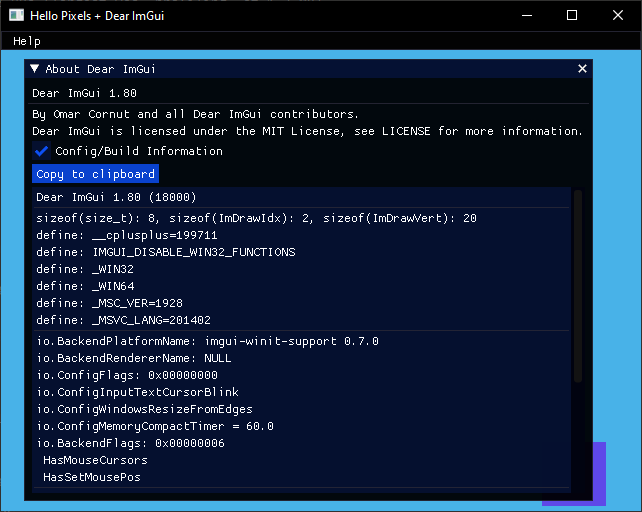 Hello Pixels + Dear ImGui
Help
About Dear ImGui
Dear ImGui 1.80
By Omar Cornut and all Dear ImGui contributors.
Dear ImGui is licensed under the MIT License, see LICENSE for more information.
Config/Build Information
Copy to clipboard
Dear ImGui 1.80 (18000)
sizeof(size_t): 8, sizeof(ImDrawIdx): 2, sizeof(ImDrawVert): 20
define: __cplusplus=199711
define: IMGUI_DISABLE_WIN32_FUNCTIONS
define: _WIN32
define: _WIN64
define: _MSC_VER=1928
define: _MSVC_LANG=201402
io.BackendPlatformName: imgui-winit-support 0.7.0
io.BackendRendererName: NULL
io.ConfigFlags: 0x00000000
io.ConfigInputTextCursorBlink
io.ConfigWindowsResizeFromEdges
io.ConfigMemoryCompactTimer = 60.0
io.BackendFlags: 0x00000006
HasMouseCursors
HasSetMousePos